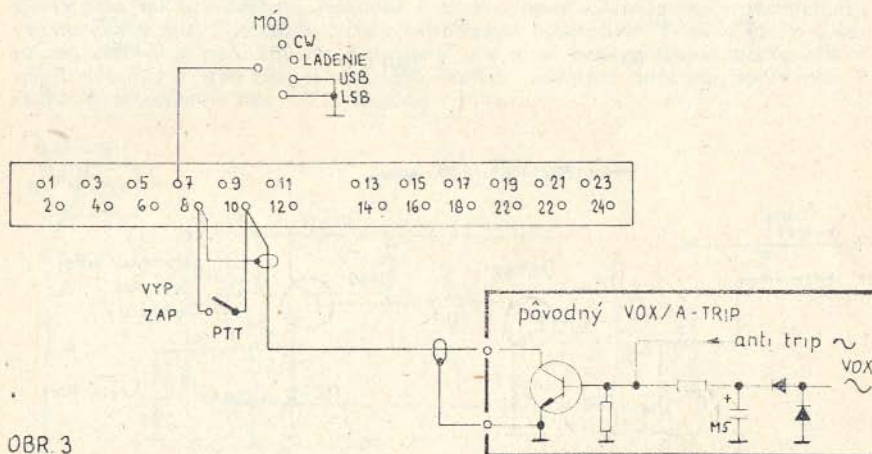 MÓD
CW
LADENIE
USB
LSB
1 3 5 7 9 11 13 15 17 19 21 23
2 4 6 8 10 12 14 16 18 22 22 24
VYP.
ZAP
PTT
pôvodný VOX/A-TRIP
anti trip ~
VOX
~
+
M5
OBR. 3